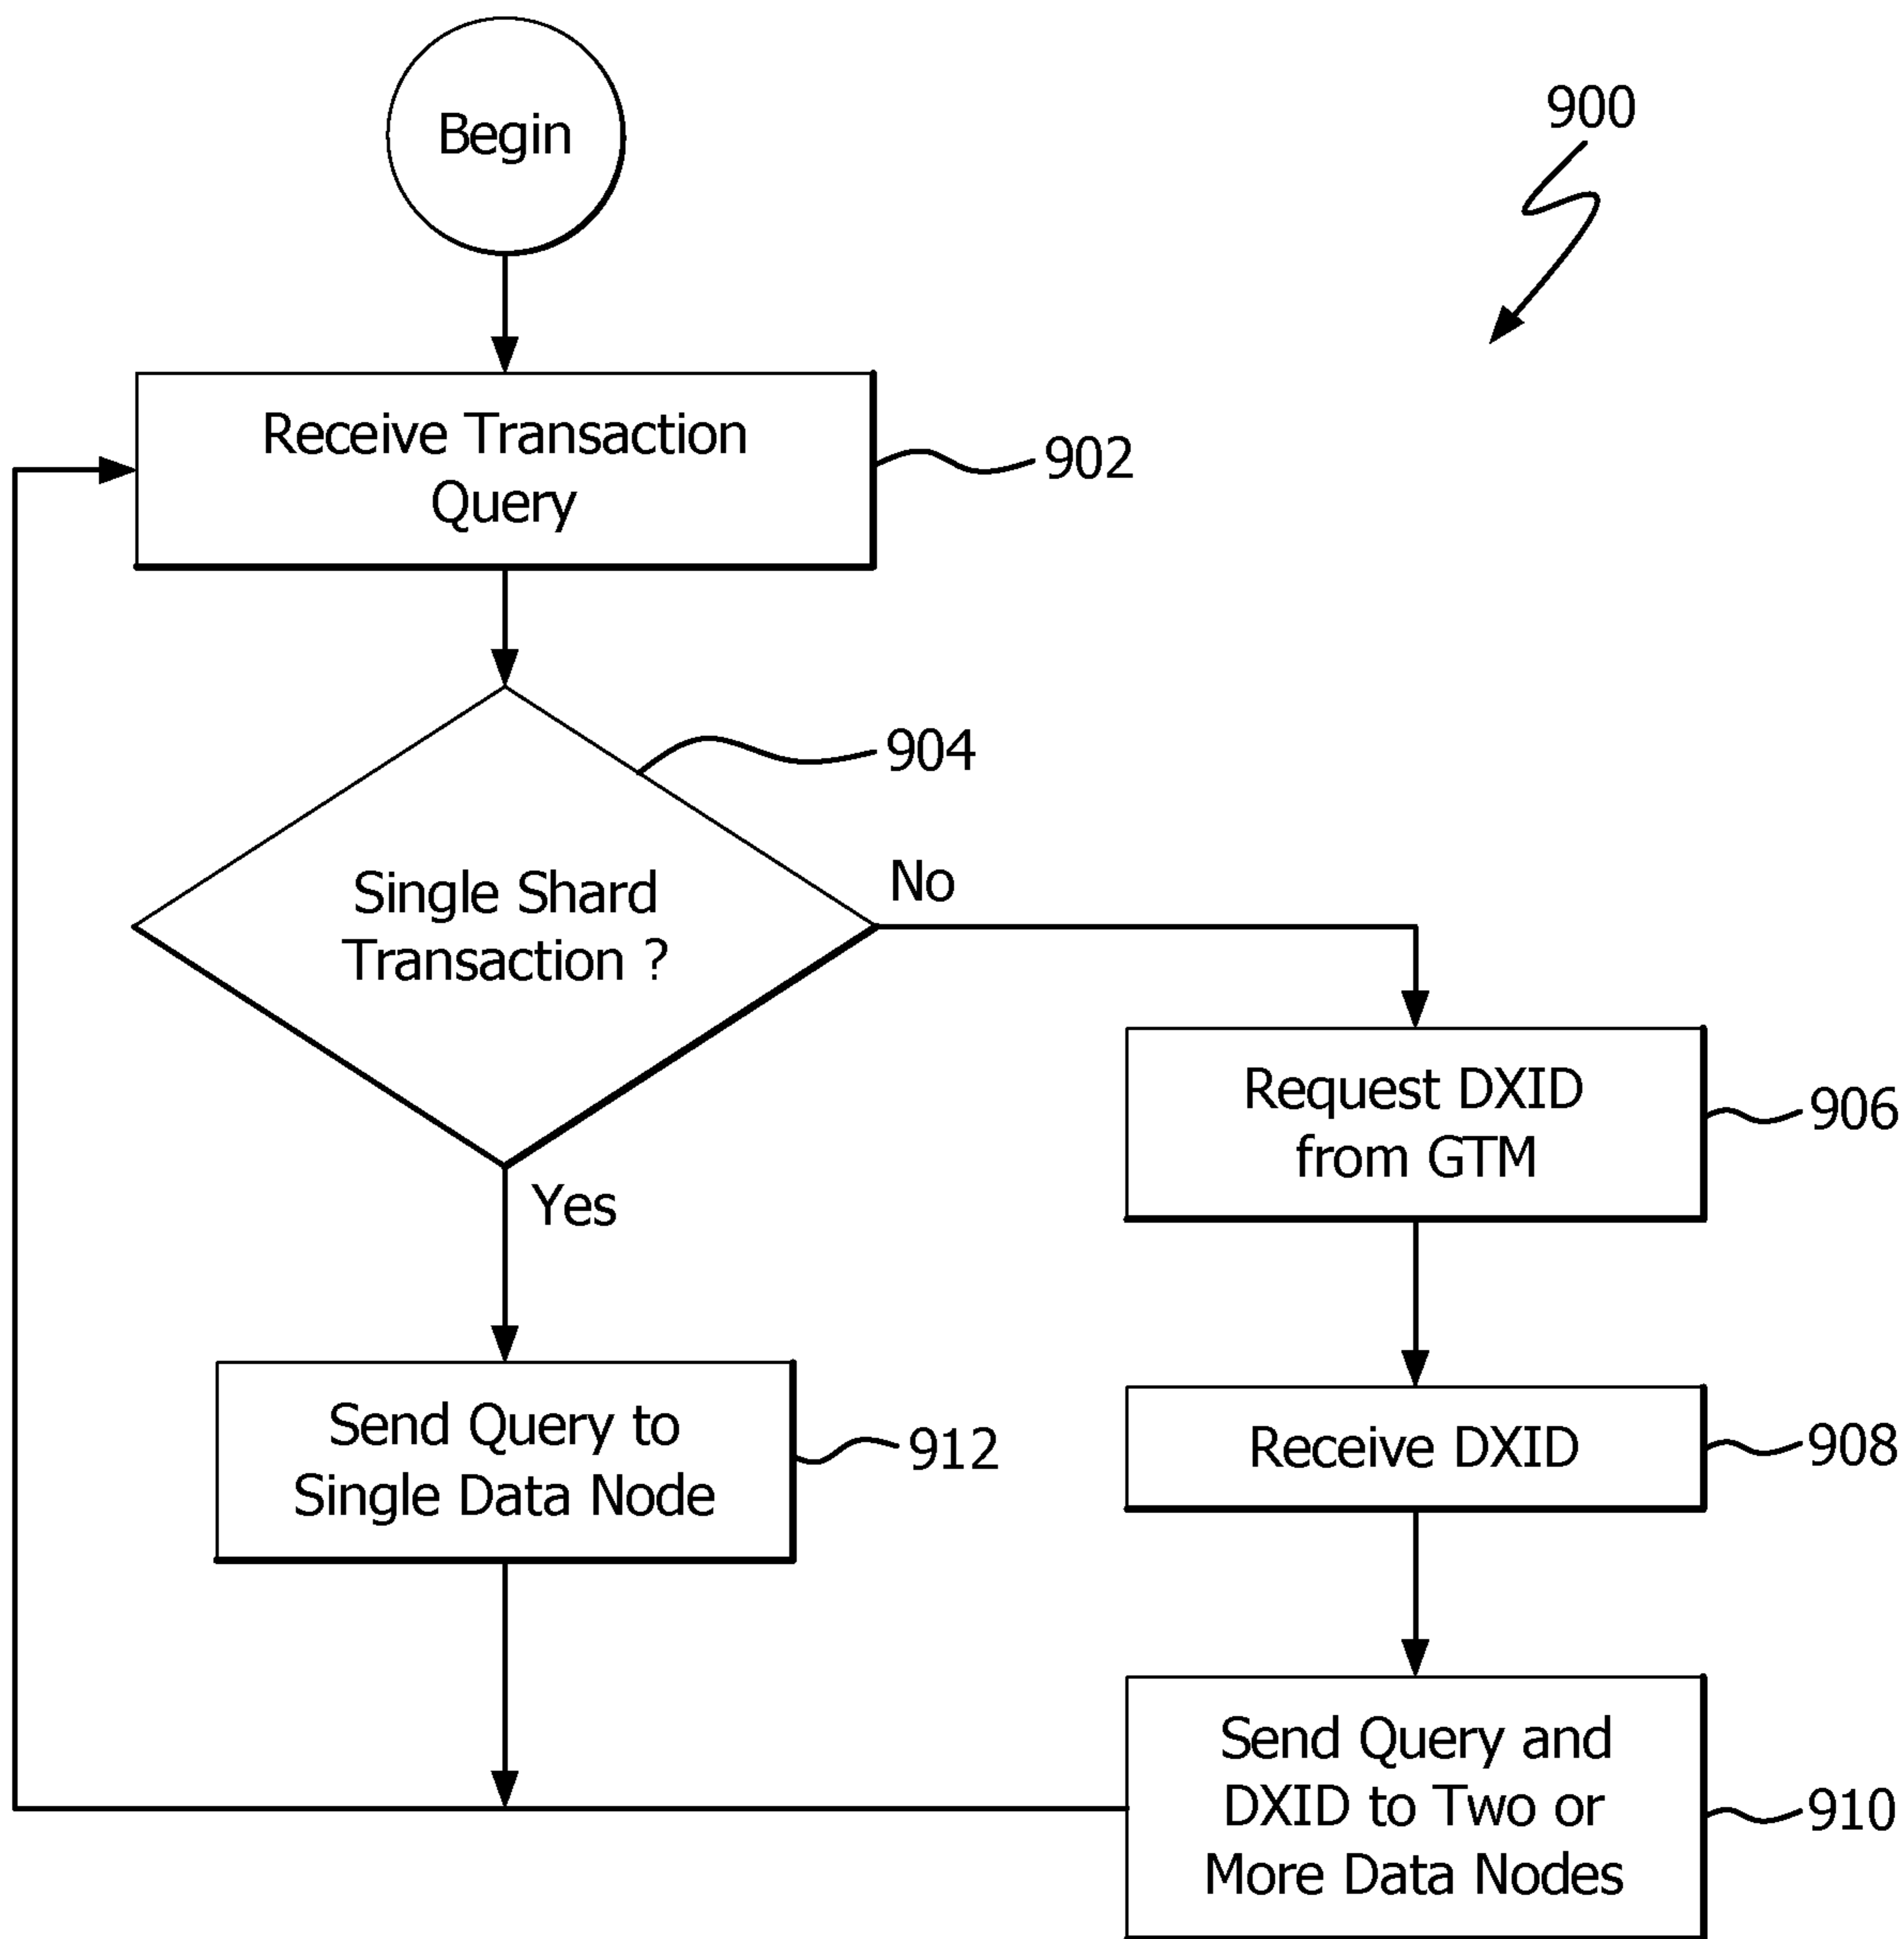 Begin
900
Receive Transaction
Query
902
904
Single Shard
Transaction ?
No
Yes
Request DXID
from GTM
906
Send Query to
Single Data Node
912
Receive DXID
908
Send Query and
DXID to Two or
More Data Nodes
910